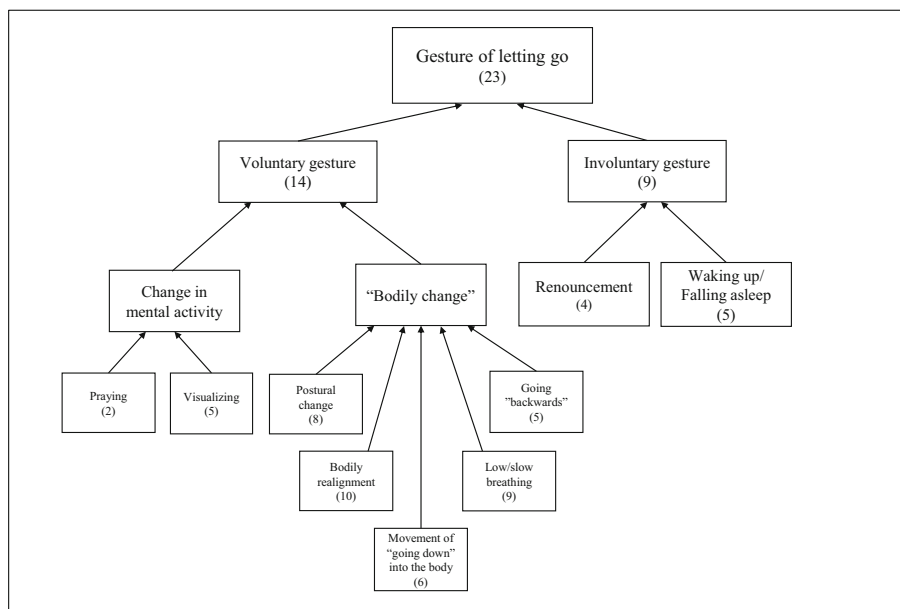 Gesture of letting go
(23)
Voluntary gesture
(14)
Involuntary gesture
(9)
Change in
mental activity
“Bodily change”
Renouncement
(4)
Waking up/
Falling asleep
(5)
Praying
(2)
Visualizing
(5)
Postural
change
(8)
Going
”backwards”
(5)
Bodily
realignment
(10)
Low/slow
breathing
(9)
Movement of
“going down”
into the body
(6)